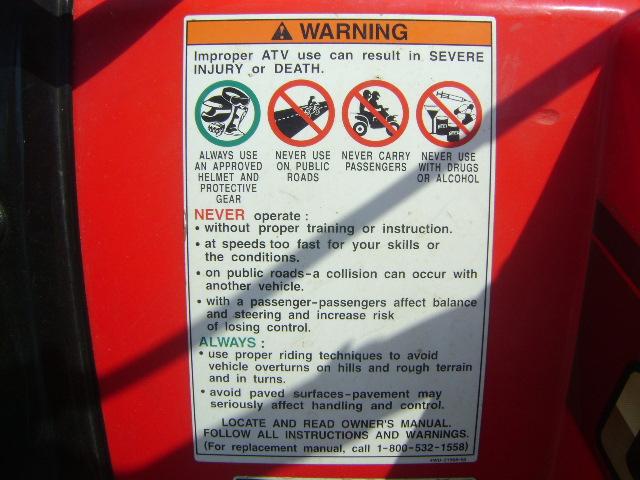 WARNING
Improper ATV use can result in SEVERE
INJURY or DEATH.
ALWAYS USE
AN APPROVED
HELMET AND
PROTECTIVE
GEAR
NEVER USE
ON PUBLIC
ROADS
NEVER CARRY
PASSENGERS
NEVER USE
WITH DRUGS
OR ALCOHOL
NEVER operate :
• without proper training or instruction.
• at speeds too fast for your skills or
the conditions.
• on public roads-a collision can occur with
another vehicle.
• with a passenger-passengers affect balance
and steering and increase risk
of losing control.
ALWAYS :
• use proper riding techniques to avoid
vehicle overturns on hills and rough terrain
and in turns.
• avoid paved surfaces-pavement may
seriously affect handling and control.
LOCATE AND READ OWNER'S MANUAL.
FOLLOW ALL INSTRUCTIONS AND WARNINGS.
(For replacement manual, call 1-800-532-1558)